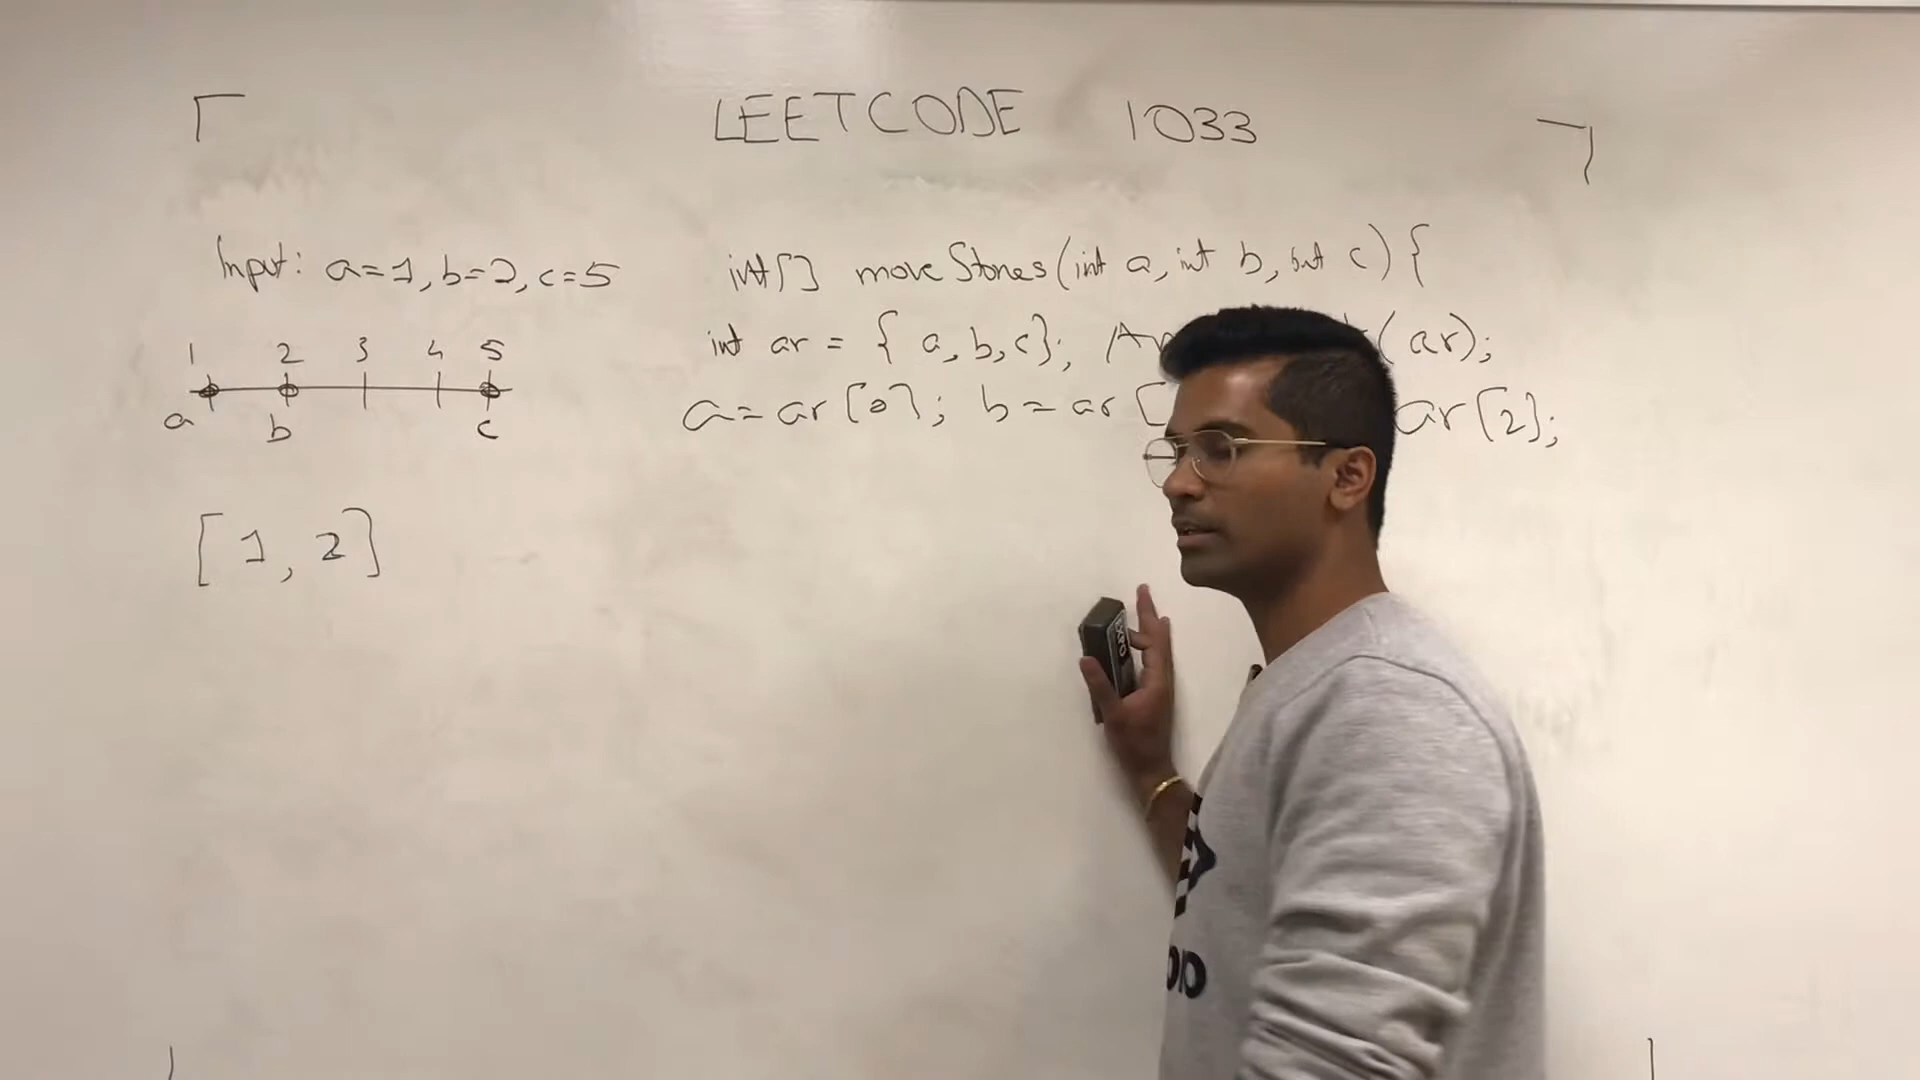 LEETCODE 1033
Input: a=1, b=2, c=5
1 2 3 4 5
a b c
[1, 2]
int[] moveStones(int a, int b, int c) {
int ar = { a, b, c}; (ar);
a = ar[0]; b = ar[ ar[2];
EXPO